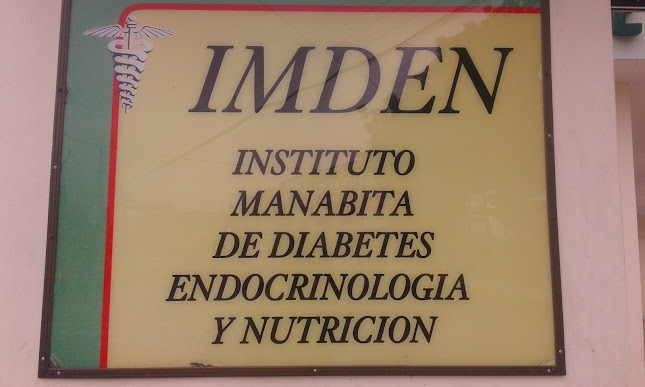 IMDEN
INSTITUTO
MANABITA
DE DIABETES
ENDOCRINOLOGIA
Y NUTRICION